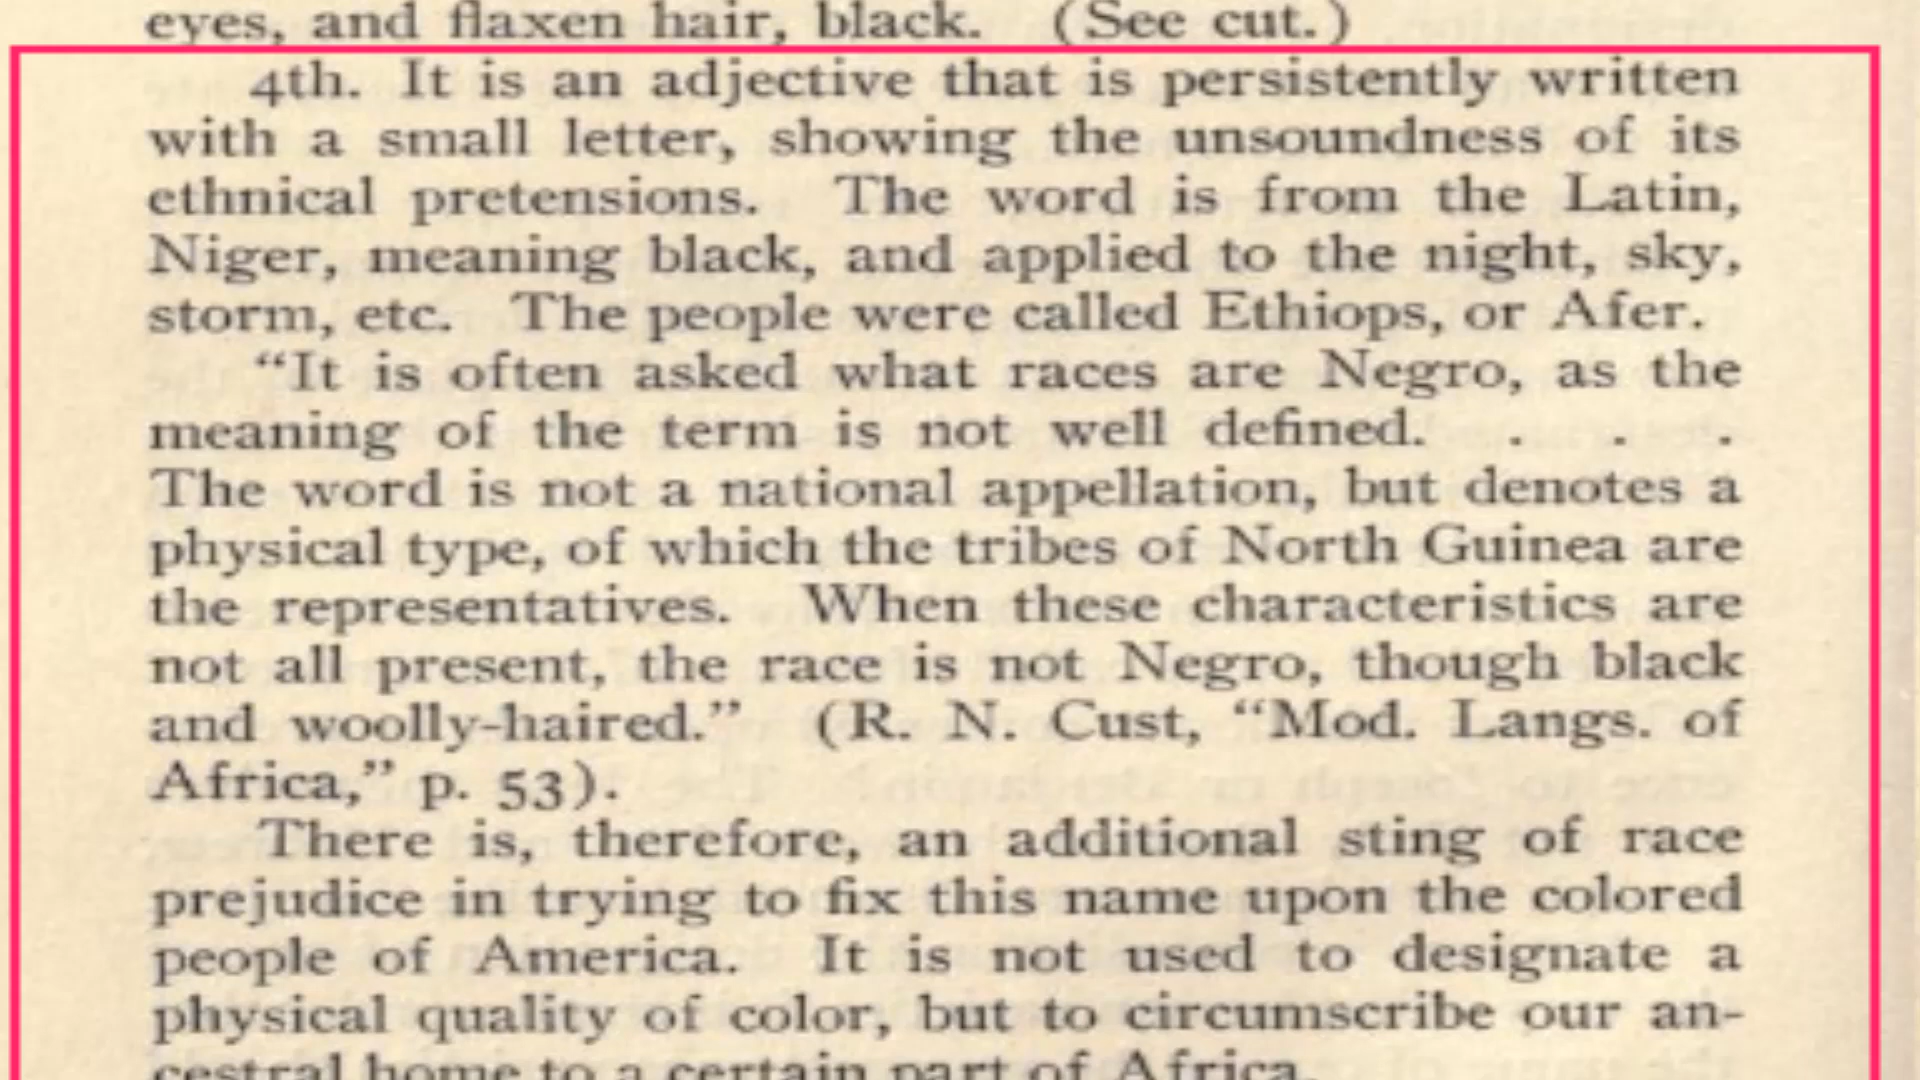 eyes, and flaxen hair, black. (See cut.)
4th. It is an adjective that is persistently written
with a small letter, showing the unsoundness of its
ethnical pretensions. The word is from the Latin,
Niger, meaning black, and applied to the night, sky,
storm, etc. The people were called Ethiops, or Afer.
“It is often asked what races are Negro, as the
meaning of the term is not well defined. . . .
The word is not a national appellation, but denotes a
physical type, of which the tribes of North Guinea are
the representatives. When these characteristics are
not all present, the race is not Negro, though black
and woolly-haired.” (R. N. Cust, “Mod. Langs. of
Africa,” p. 53).
There is, therefore, an additional sting of race
prejudice in trying to fix this name upon the colored
people of America. It is not used to designate a
physical quality of color, but to circumscribe our an-
cestral home to a certain part of Africa.